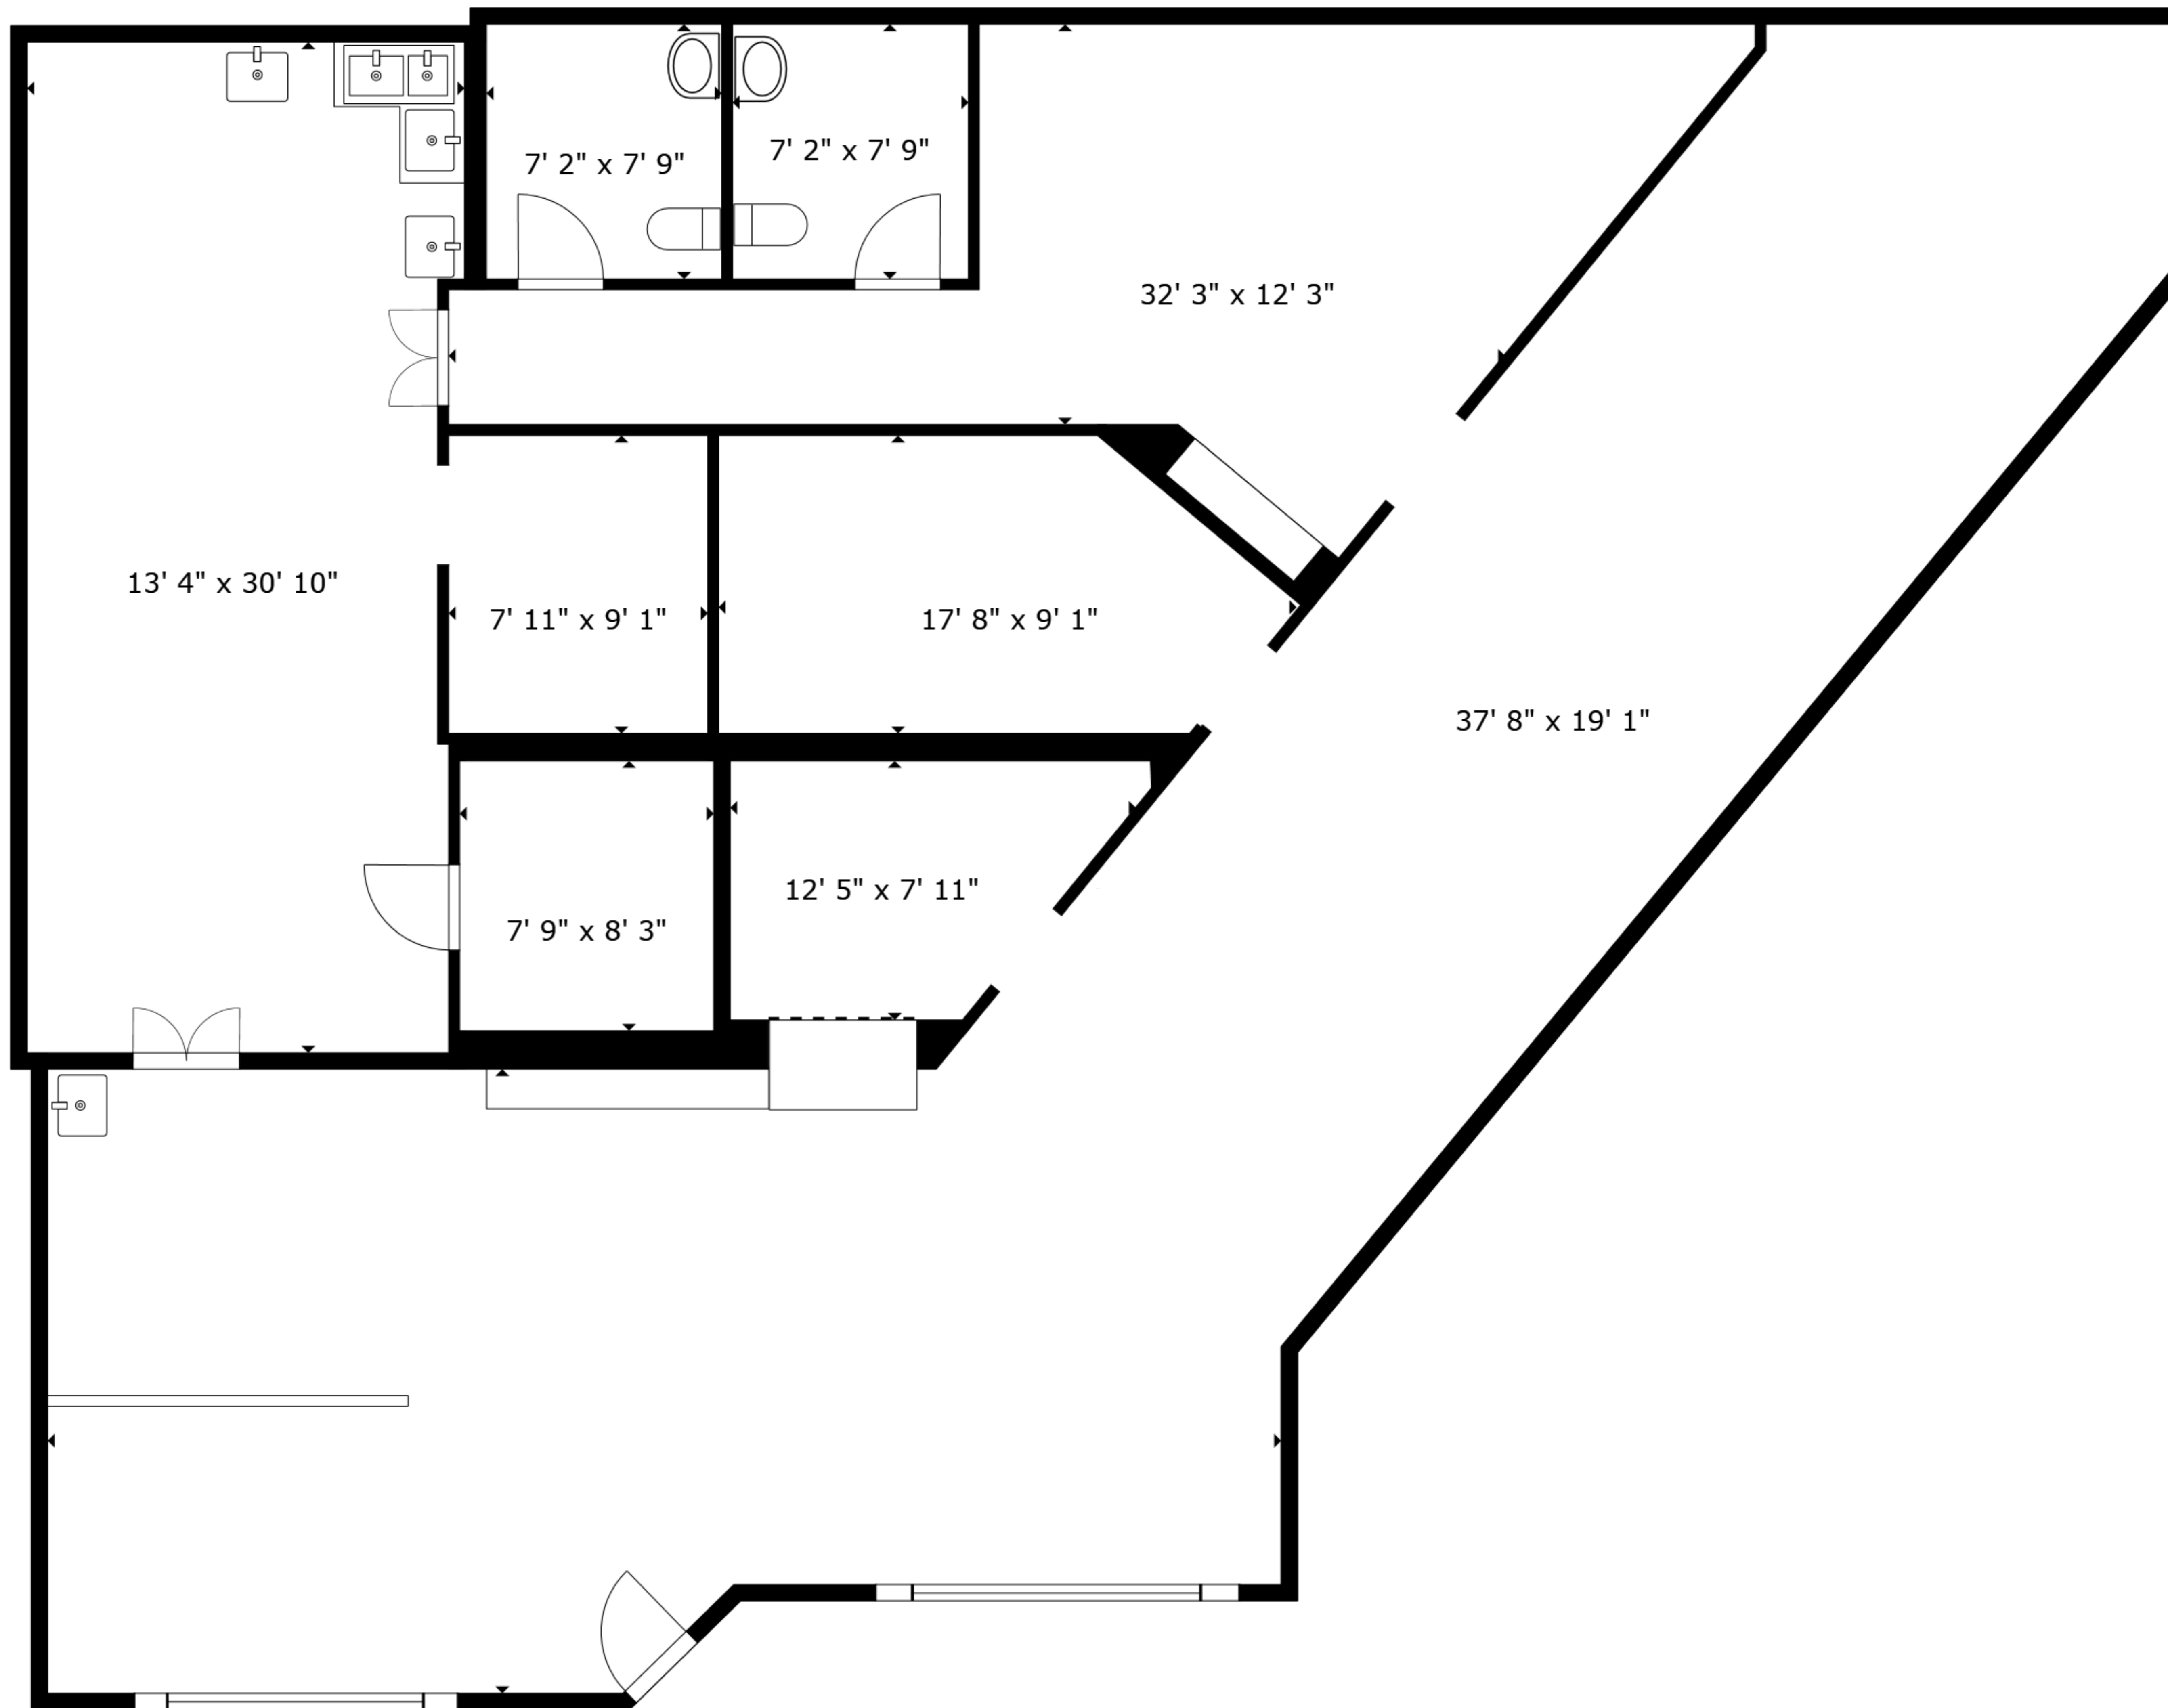 7' 2" x 7' 9"
7' 2" x 7' 9"
32' 3" x 12' 3"
13' 4" x 30' 10"
7' 11" x 9' 1"
17' 8" x 9' 1"
37' 8" x 19' 1"
12' 5" x 7' 11"
7' 9" x 8' 3"